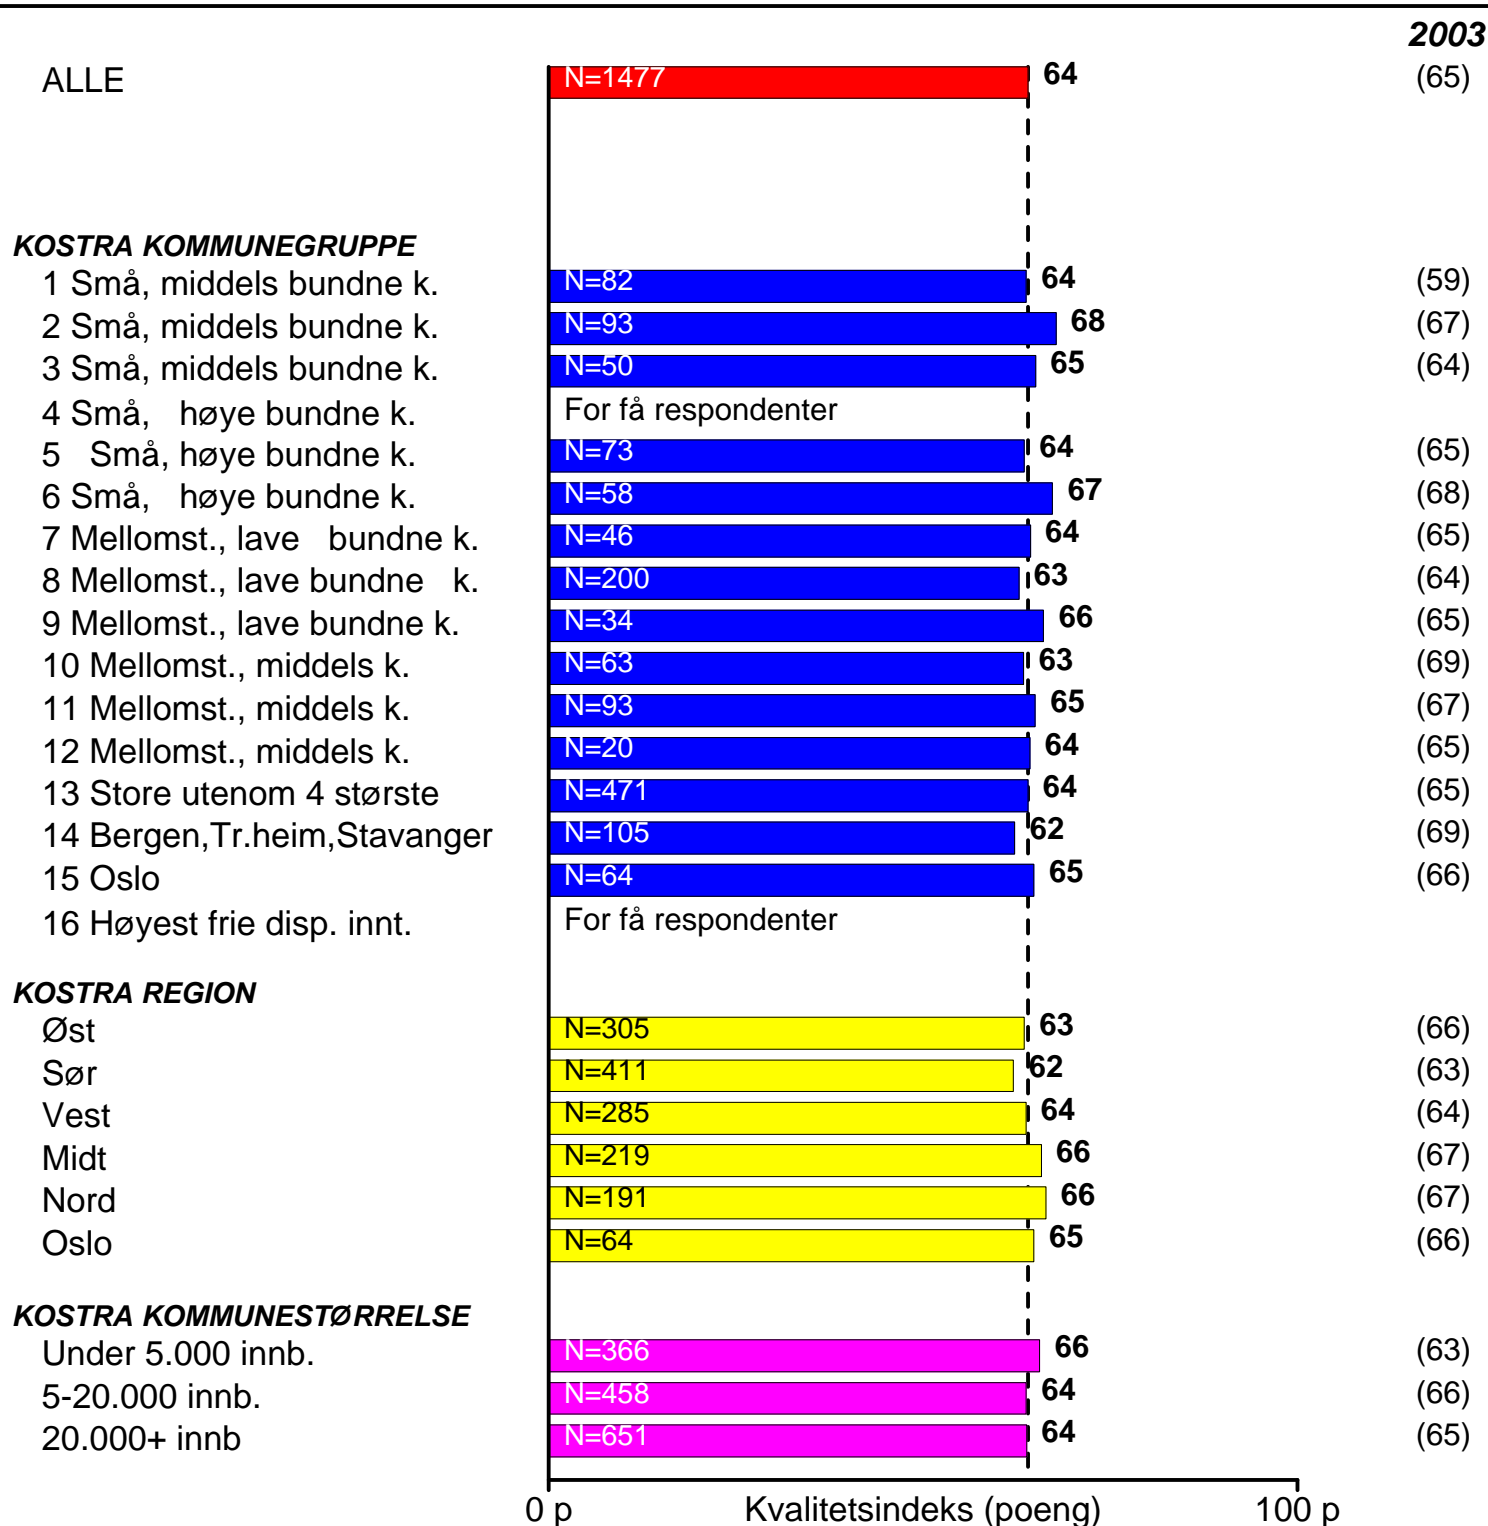 2003
ALLE N=1477 64 (65)
KOSTRA KOMMUNEGRUPPE
1 Små, middels bundne k. N=82 64 (59)
2 Små, middels bundne k. N=93 68 (67)
3 Små, middels bundne k. N=50 65 (64)
4 Små, høye bundne k. For få respondenter
5 Små, høye bundne k. N=73 64 (65)
6 Små, høye bundne k. N=58 67 (68)
7 Mellomst., lave bundne k. N=46 64 (65)
8 Mellomst., lave bundne k. N=200 63 (64)
9 Mellomst., lave bundne k. N=34 66 (65)
10 Mellomst., middels k. N=63 63 (69)
11 Mellomst., middels k. N=93 65 (67)
12 Mellomst., middels k. N=20 64 (65)
13 Store utenom 4 største N=471 64 (65)
14 Bergen,Tr.heim,Stavanger N=105 62 (69)
15 Oslo N=64 65 (66)
16 Høyest frie disp. innt. For få respondenter
KOSTRA REGION
Øst N=305 63 (66)
Sør N=411 62 (63)
Vest N=285 64 (64)
Midt N=219 66 (67)
Nord N=191 66 (67)
Oslo N=64 65 (66)
KOSTRA KOMMUNESTØRRELSE
Under 5.000 innb. N=366 66 (63)
5-20.000 innb. N=458 64 (66)
20.000+ innb N=651 64 (65)
0 p Kvalitetsindeks (poeng) 100 p